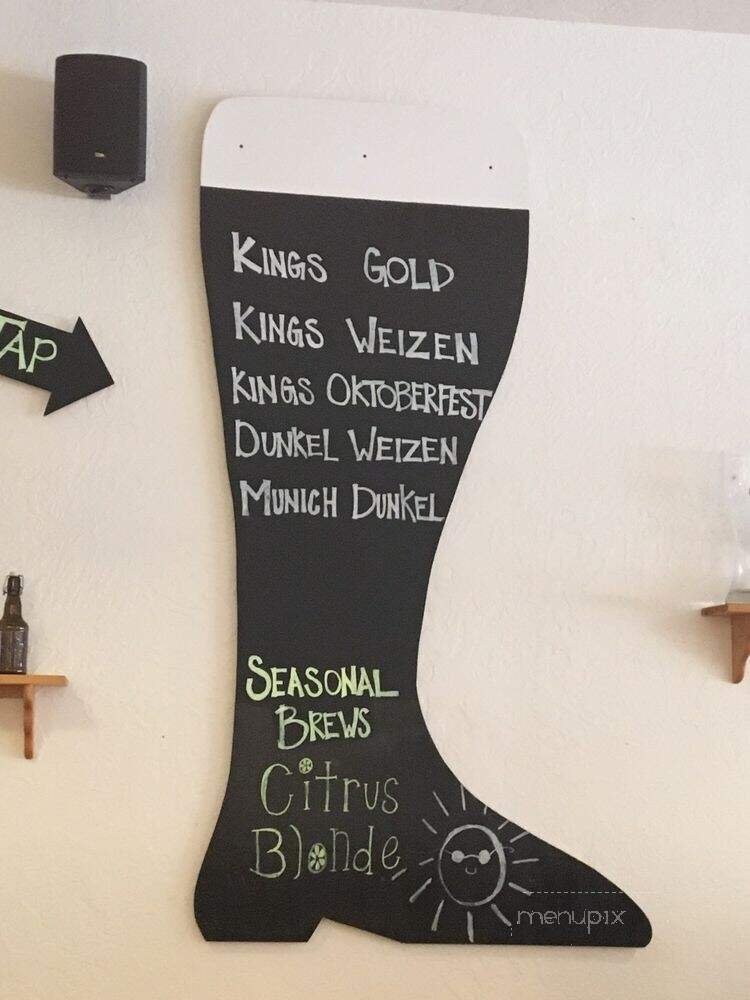 KINGS GOLD
KINGS WEIZEN
TAP
KINGS OKTOBERFEST
DUNKEL WEIZEN
MUNICH DUNKEL
SEASONAL
BREWS
Citrus
Blonde
menupix